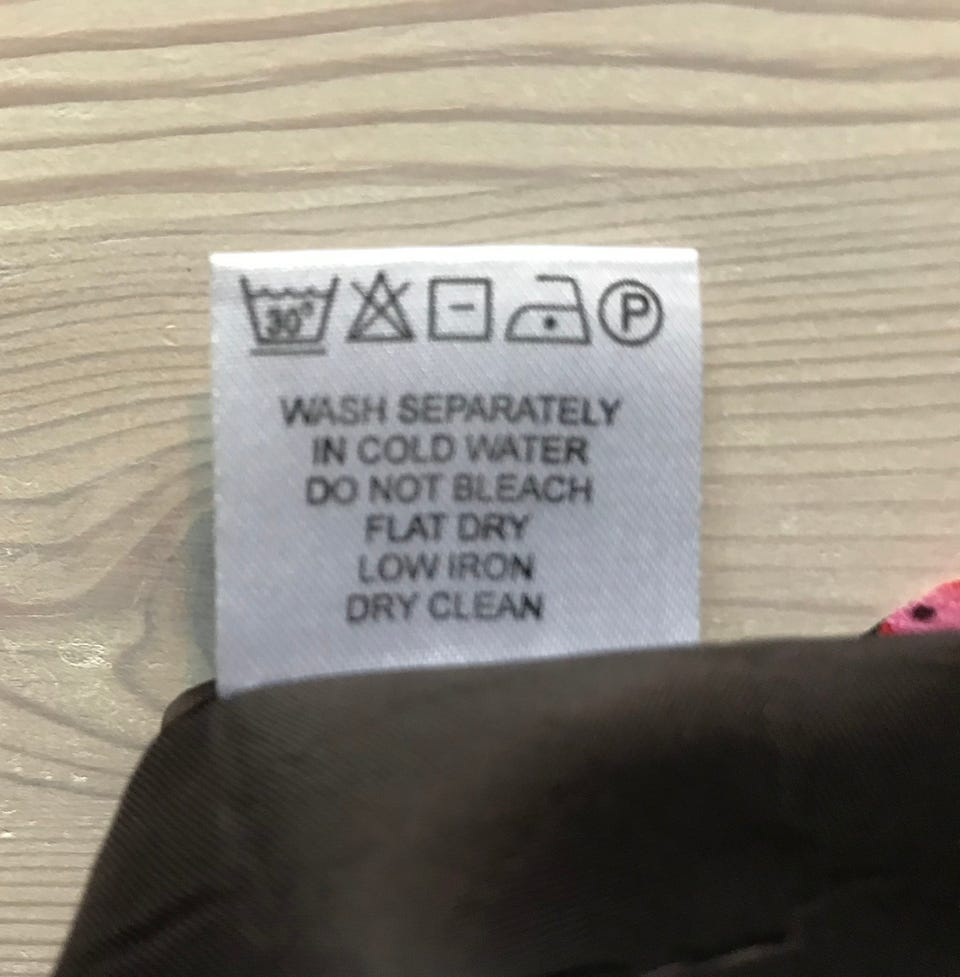 30° P
WASH SEPARATELY
IN COLD WATER
DO NOT BLEACH
FLAT DRY
LOW IRON
DRY CLEAN